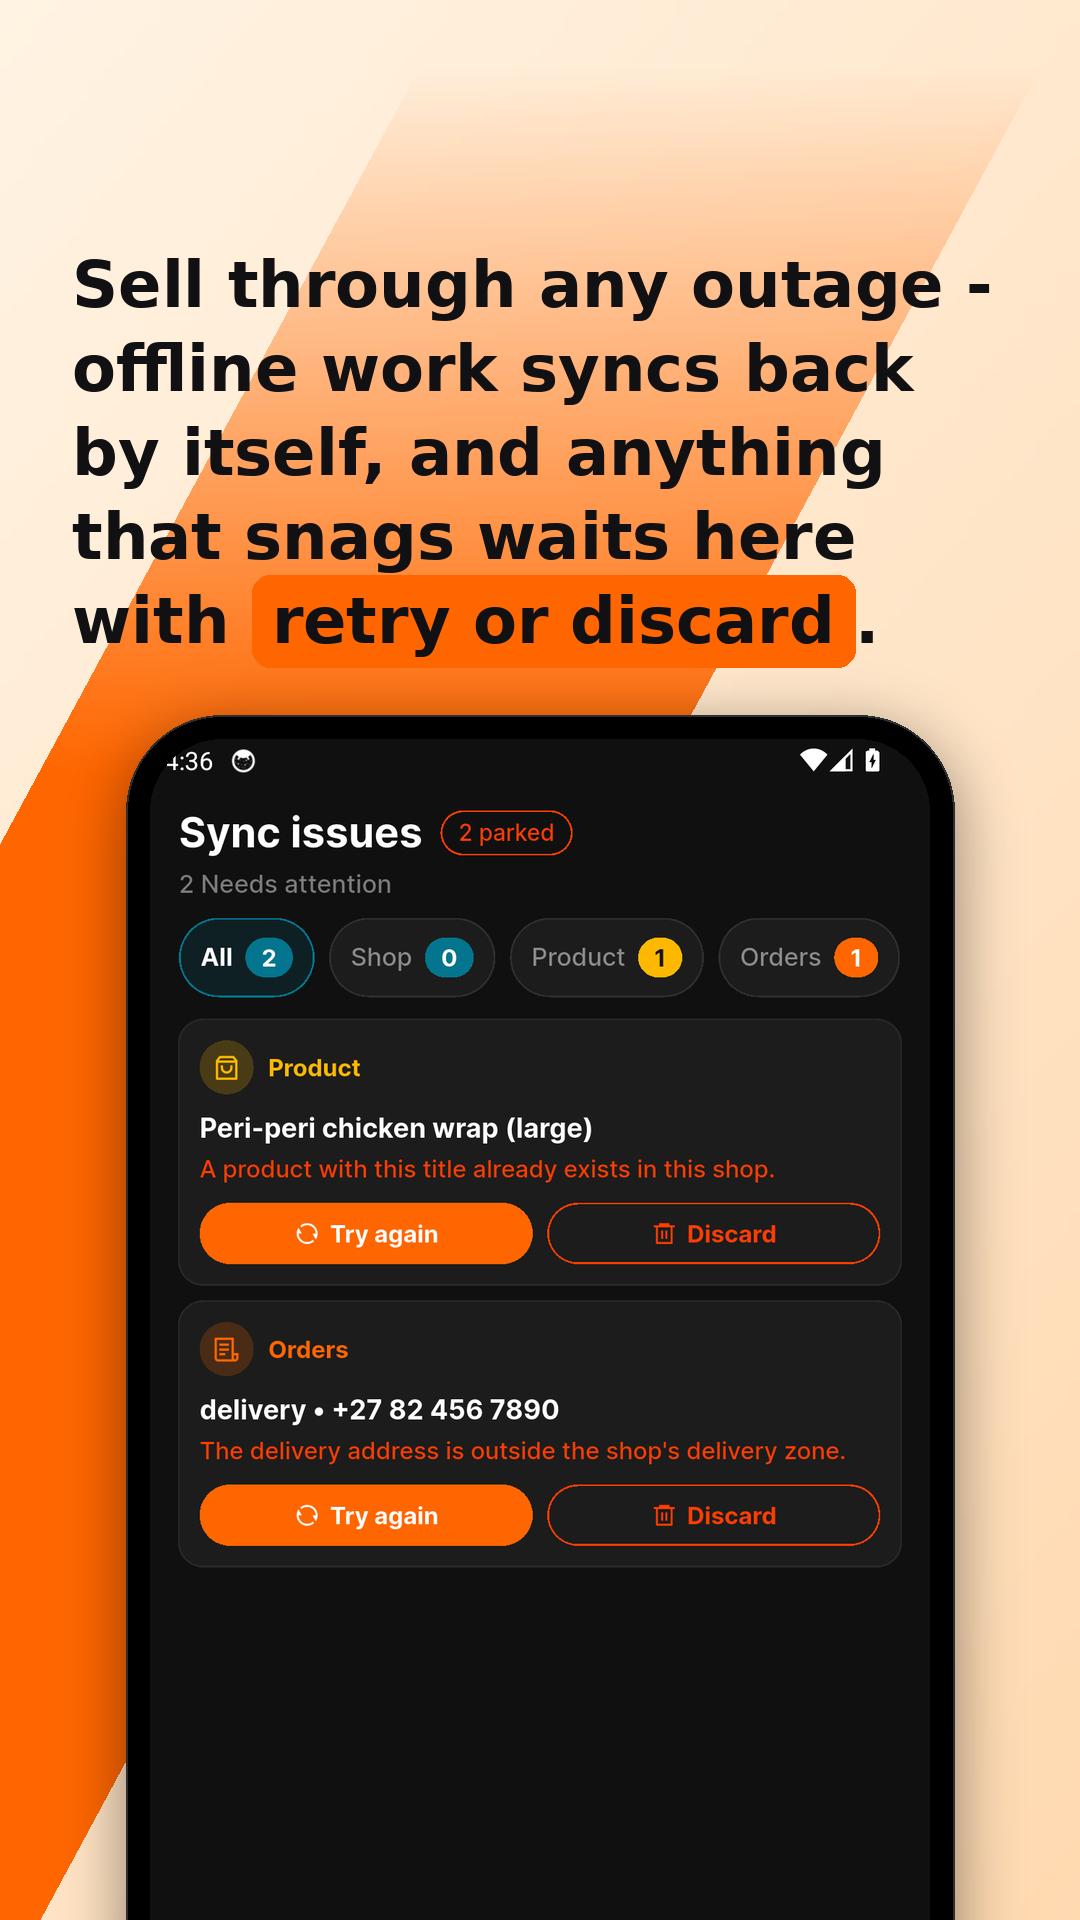 Sell through any outage -
offline work syncs back
by itself, and anything
that snags waits here
with retry or discard.
4:36
Sync issues 2 parked
2 Needs attention
All 2 Shop 0 Product 1 Orders 1
Product
Peri-peri chicken wrap (large)
A product with this title already exists in this shop.
Try again Discard
Orders
delivery • +27 82 456 7890
The delivery address is outside the shop's delivery zone.
Try again Discard